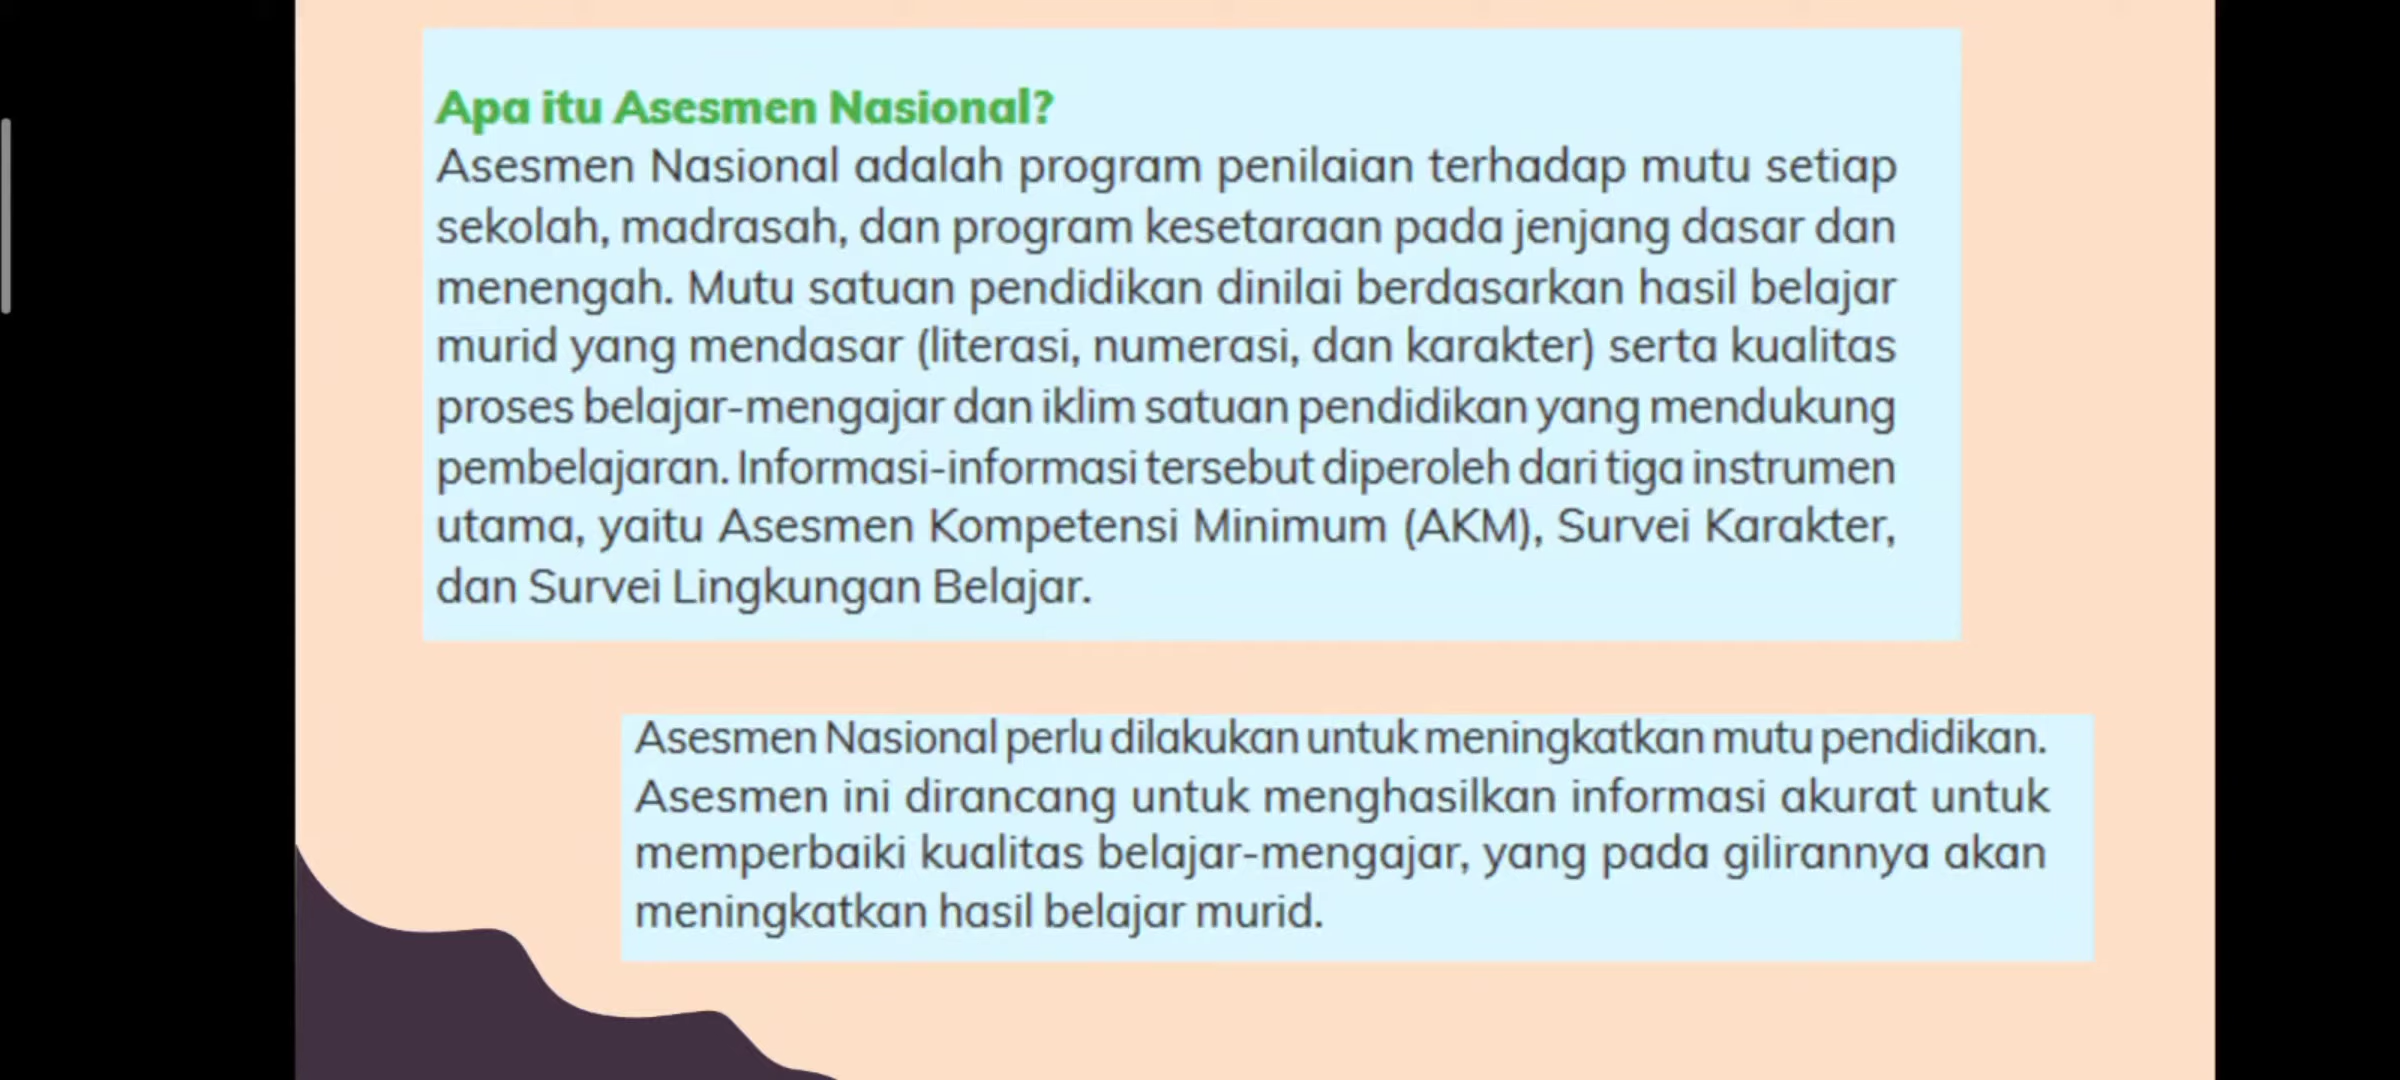 Apa itu Asesmen Nasional?
Asesmen Nasional adalah program penilaian terhadap mutu setiap
sekolah, madrasah, dan program kesetaraan pada jenjang dasar dan
menengah. Mutu satuan pendidikan dinilai berdasarkan hasil belajar
murid yang mendasar (literasi, numerasi, dan karakter) serta kualitas
proses belajar-mengajar dan iklim satuan pendidikan yang mendukung
pembelajaran. Informasi-informasi tersebut diperoleh dari tiga instrumen
utama, yaitu Asesmen Kompetensi Minimum (AKM), Survei Karakter,
dan Survei Lingkungan Belajar.
Asesmen Nasional perlu dilakukan untuk meningkatkan mutu pendidikan.
Asesmen ini dirancang untuk menghasilkan informasi akurat untuk
memperbaiki kualitas belajar-mengajar, yang pada gilirannya akan
meningkatkan hasil belajar murid.